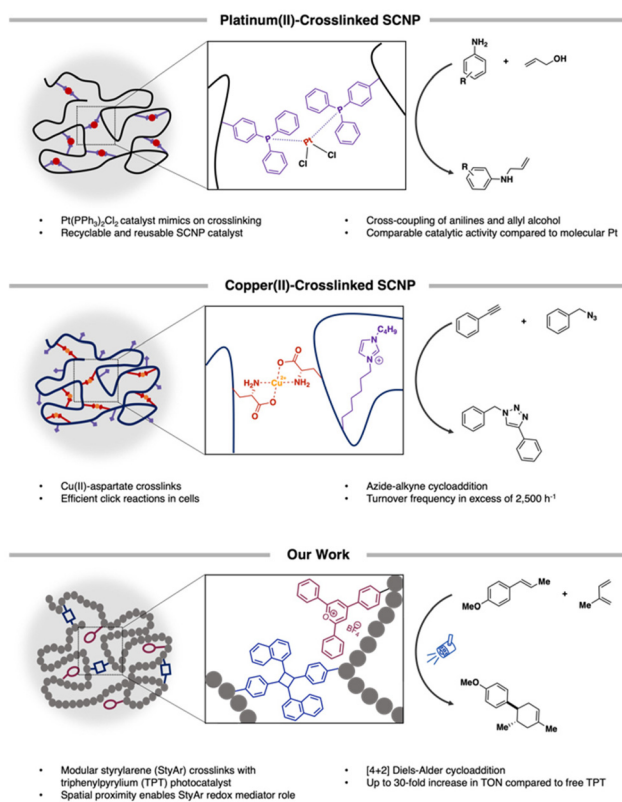 Platinum(II)-Crosslinked SCNP
NH2
R
+
OH
P
P
Pt
Cl
Cl
R
NH
• Pt(PPh3)2Cl2 catalyst mimics on crosslinking
• Recyclable and reusable SCNP catalyst
• Cross-coupling of anilines and allyl alcohol
• Comparable catalytic activity compared to molecular Pt
Copper(II)-Crosslinked SCNP
C4H9
N
N
+
O
O
H2N
Cu2+
NH2
O
O
+
N3
N
N
N
• Cu(II)-aspartate crosslinks
• Efficient click reactions in cells
• Azide-alkyne cycloaddition
• Turnover frequency in excess of 2,500 h-1
Our Work
O
+
BF4
Me
MeO
+
Me
MeO
Me
Me
• Modular styrylarene (StyAr) crosslinks with
triphenylpyrylium (TPT) photocatalyst
• Spatial proximity enables StyAr redox mediator role
• [4+2] Diels-Alder cycloaddition
• Up to 30-fold increase in TON compared to free TPT